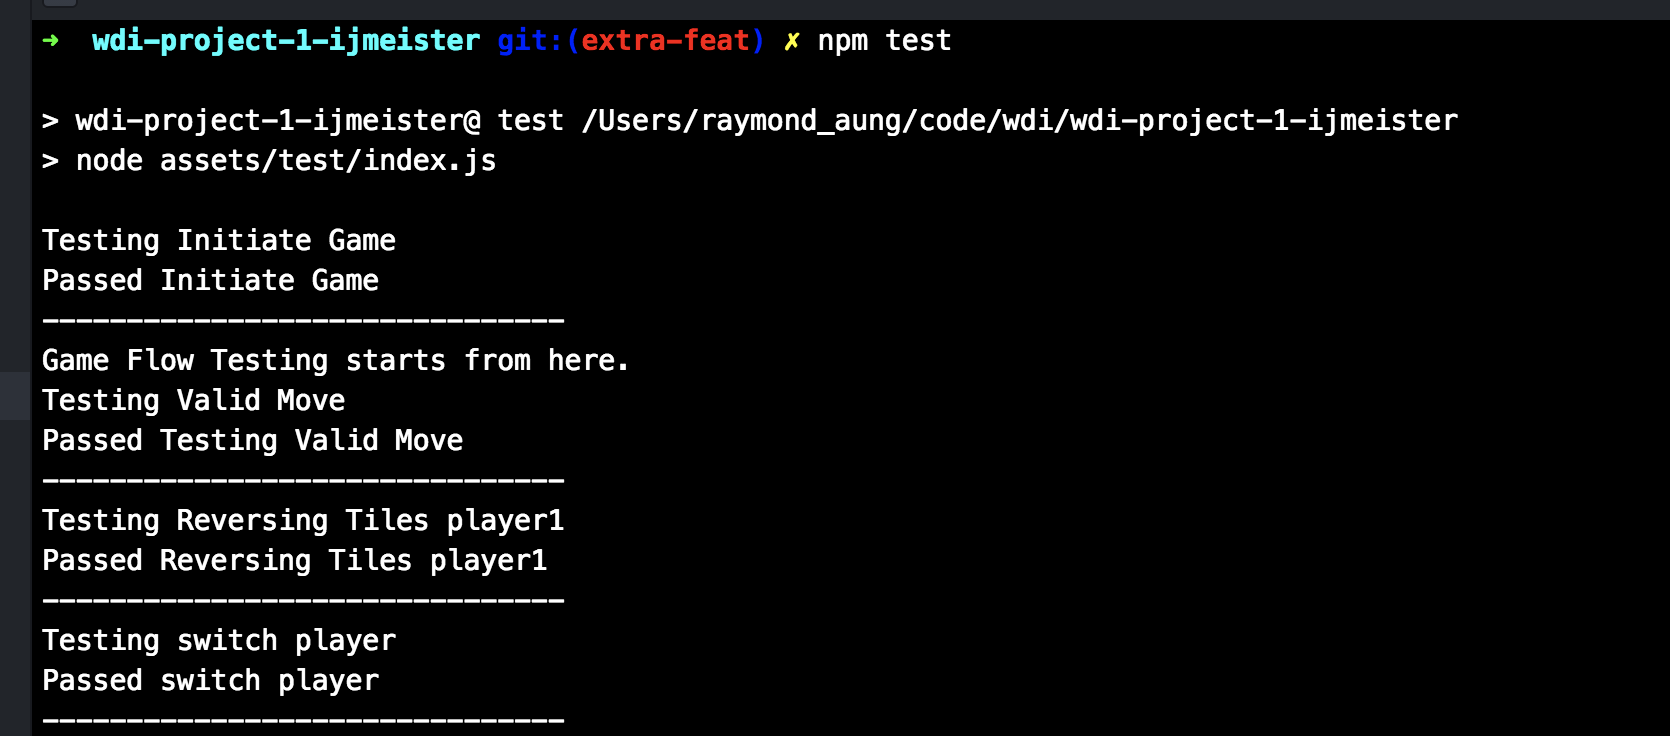 ➜  wdi-project-1-ijmeister git:(extra-feat) ✗ npm test
> wdi-project-1-ijmeister@ test /Users/raymond_aung/code/wdi/wdi-project-1-ijmeister
> node assets/test/index.js
Testing Initiate Game
Passed Initiate Game
-------------------------------
Game Flow Testing starts from here.
Testing Valid Move
Passed Testing Valid Move
-------------------------------
Testing Reversing Tiles player1
Passed Reversing Tiles player1
-------------------------------
Testing switch player
Passed switch player
-------------------------------